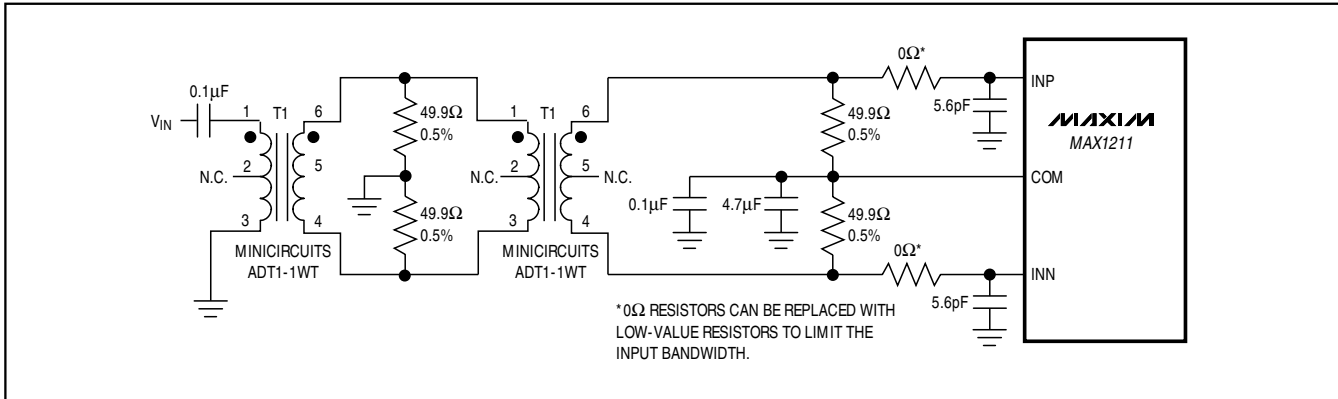 0Ω*
INP
0.1µF
1
T1
6
49.9Ω
0.5%
1
T1
6
49.9Ω
0.5%
5.6pF
MAXIM
MAX1211
VIN
2
5
N.C.
2
5
N.C.
N.C.
COM
0.1µF
4.7µF
3
4
49.9Ω
0.5%
3
4
49.9Ω
0.5%
MINICIRCUITS
ADT1-1WT
MINICIRCUITS
ADT1-1WT
0Ω*
INN
5.6pF
*0Ω RESISTORS CAN BE REPLACED WITH
LOW-VALUE RESISTORS TO LIMIT THE
INPUT BANDWIDTH.